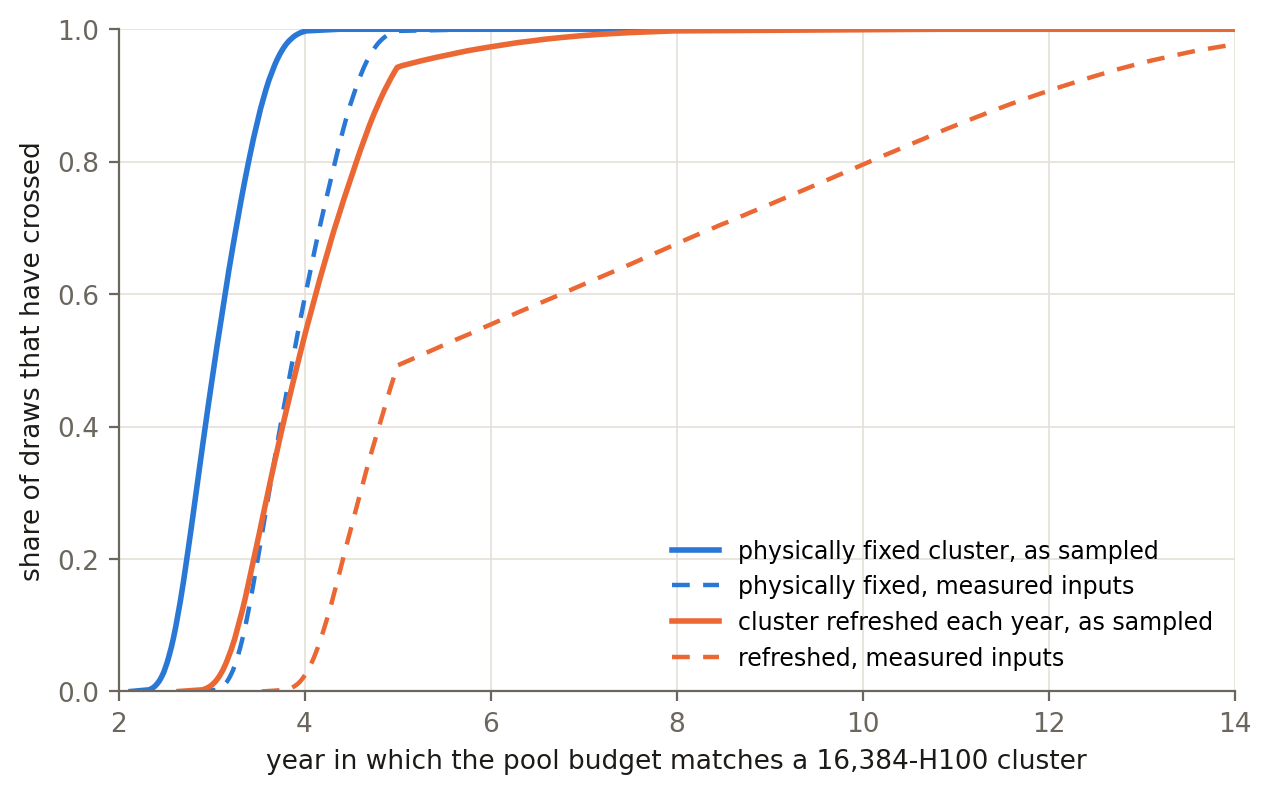 1.0
0.8
0.6
0.4
0.2
0.0
share of draws that have crossed
physically fixed cluster, as sampled
physically fixed, measured inputs
cluster refreshed each year, as sampled
refreshed, measured inputs
2 4 6 8 10 12 14
year in which the pool budget matches a 16,384-H100 cluster